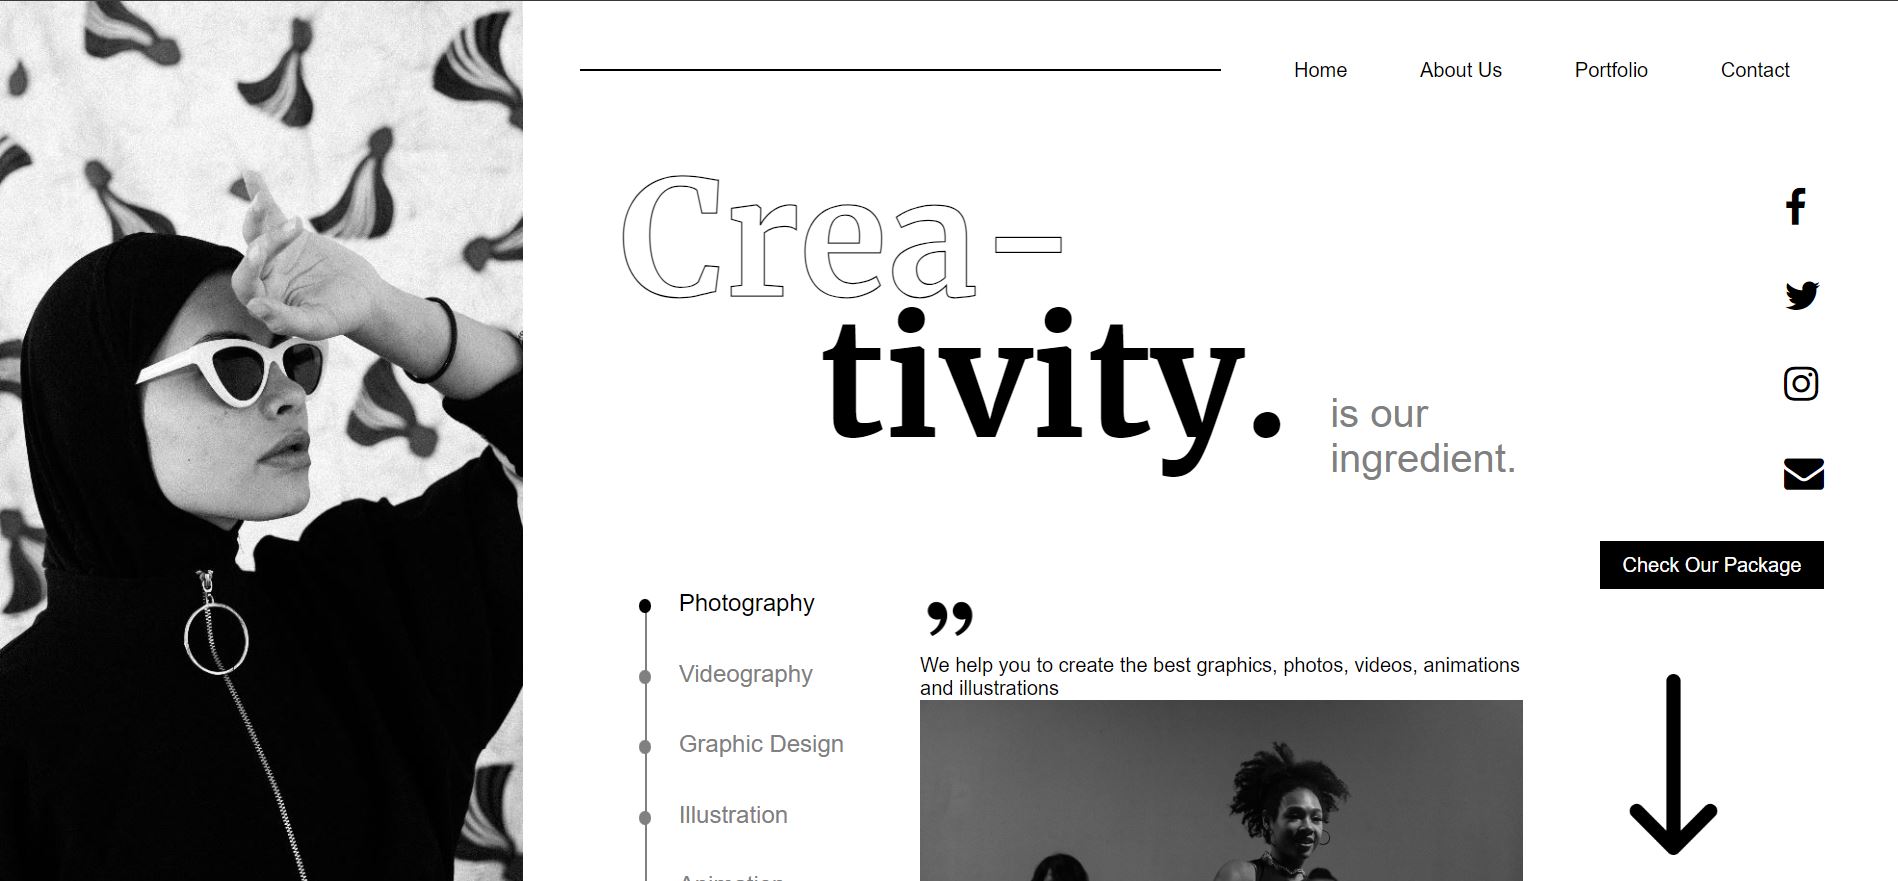 Home About Us Portfolio Contact
Crea-
tivity.
is our
ingredient.
Check Our Package
Photography
Videography
Graphic Design
Illustration
Animation
”
We help you to create the best graphics, photos, videos, animations
and illustrations